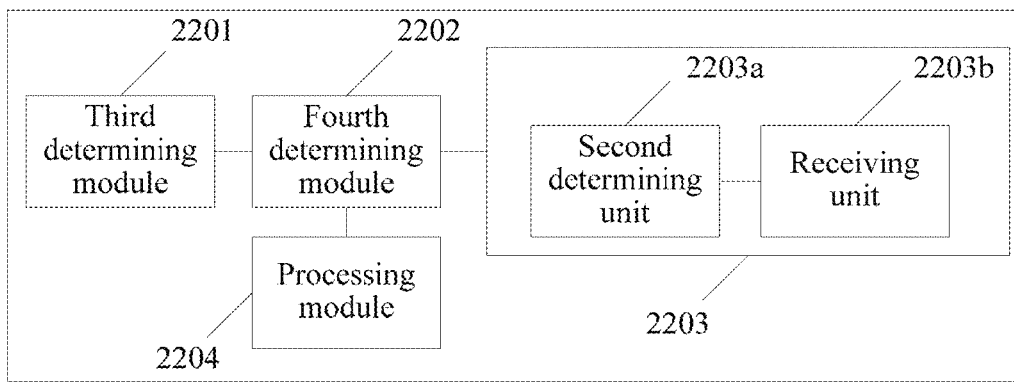 2201
2202
2203a
2203b
Third
determining
module
Fourth
determining
module
Second
determining
unit
Receiving
unit
Processing
module
2203
2204